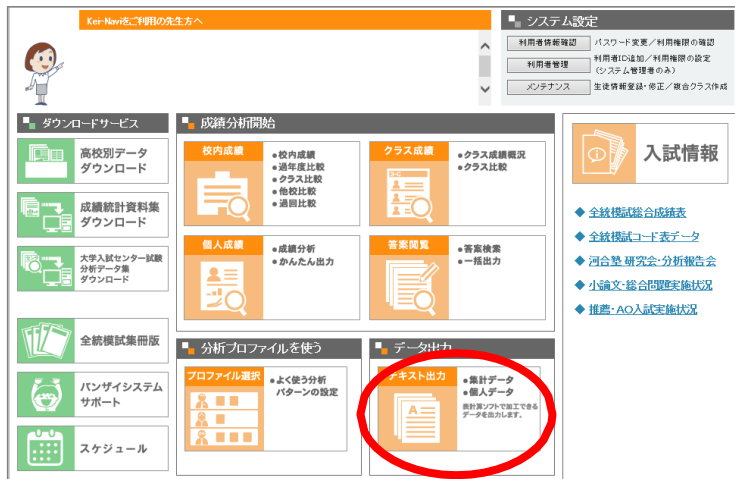 Kei-Naviをご利用の先生方へ
システム設定
利用者情報確認 パスワード変更／利用権限の確認
利用者管理 利用者ID追加／利用権限の設定
（システム管理者のみ）
メンテナンス 生徒情報登録・修正／複合クラス作成
ダウンロードサービス
高校別データ
ダウンロード
成績統計資料集
ダウンロード
大学入試センター試験
分析データ集
ダウンロード
全統模試集冊版
バンザイシステム
サポート
スケジュール
成績分析開始
校内成績
●校内成績
●過年度比較
●クラス比較
●他校比較
●過回比較
クラス成績
●クラス成績概況
●クラス比較
個人成績
●成績分析
●かんたん出力
答案閲覧
●答案検索
●一括出力
分析プロファイルを使う
プロファイル選択
●よく使う分析
パターンの設定
データ出力
テキスト出力
●集計データ
●個人データ
表計算ソフトで加工できる
データを出力します。
入試情報
◆ 全統模試総合成績表
◆ 全統模試コード表データ
◆ 河合塾 研究会・分析報告会
◆ 小論文・総合問題実施状況
◆ 推薦・AO入試実施状況